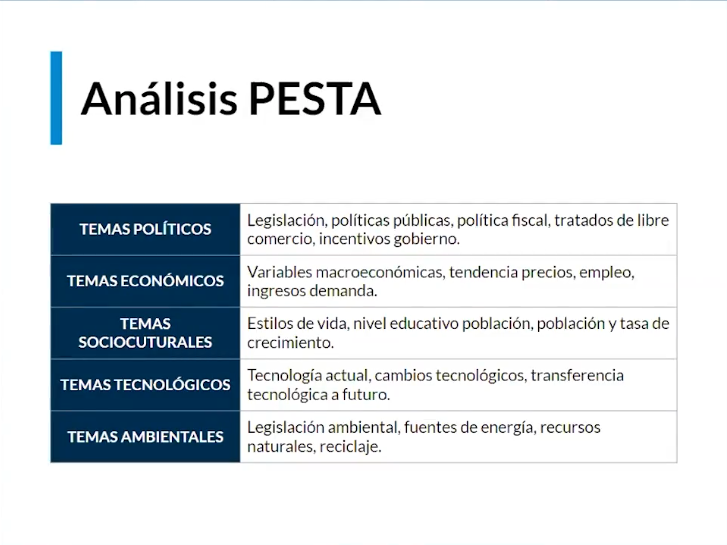 Análisis PESTA
TEMAS POLÍTICOS
Legislación, políticas públicas, política fiscal, tratados de libre
comercio, incentivos gobierno.
TEMAS ECONÓMICOS
Variables macroeconómicas, tendencia precios, empleo,
ingresos demanda.
TEMAS
SOCIOCUTURALES
Estilos de vida, nivel educativo población, población y tasa de
crecimiento.
TEMAS TECNOLÓGICOS
Tecnología actual, cambios tecnológicos, transferencia
tecnológica a futuro.
TEMAS AMBIENTALES
Legislación ambiental, fuentes de energía, recursos
naturales, reciclaje.